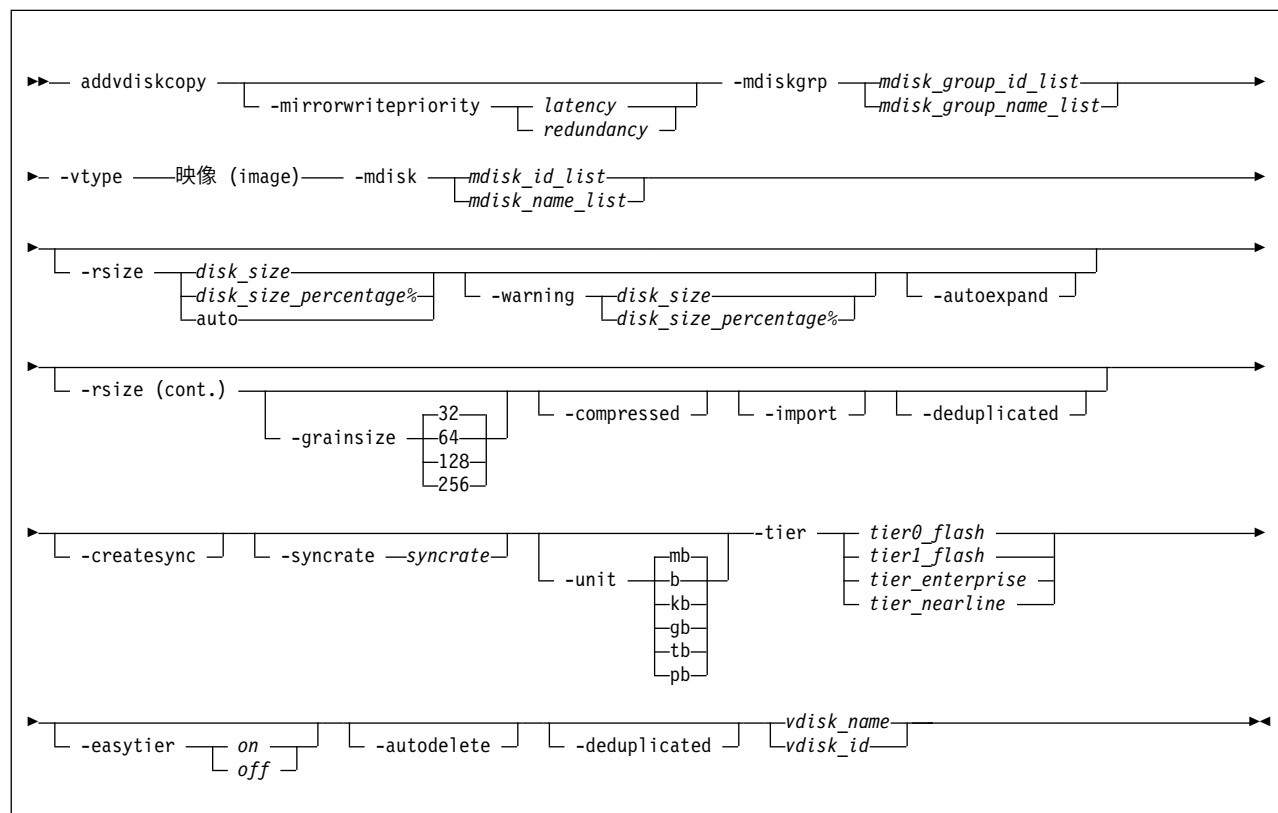 addvdiskcopy -mirrorwritepriority latency redundancy -mdiskgrp mdisk_group_id_list mdisk_group_name_list
-vtype 映像 (image) -mdisk mdisk_id_list mdisk_name_list
-rsize disk_size disk_size_percentage% auto -warning disk_size disk_size_percentage% -autoexpand
-rsize (cont.) -grainsize 32 64 128 256 -compressed -import -deduplicated
-createsync -syncrate syncrate -unit mb b kb gb tb pb -tier tier0_flash tier1_flash tier_enterprise tier_nearline
-easytier on off -autodelete -deduplicated vdisk_name vdisk_id